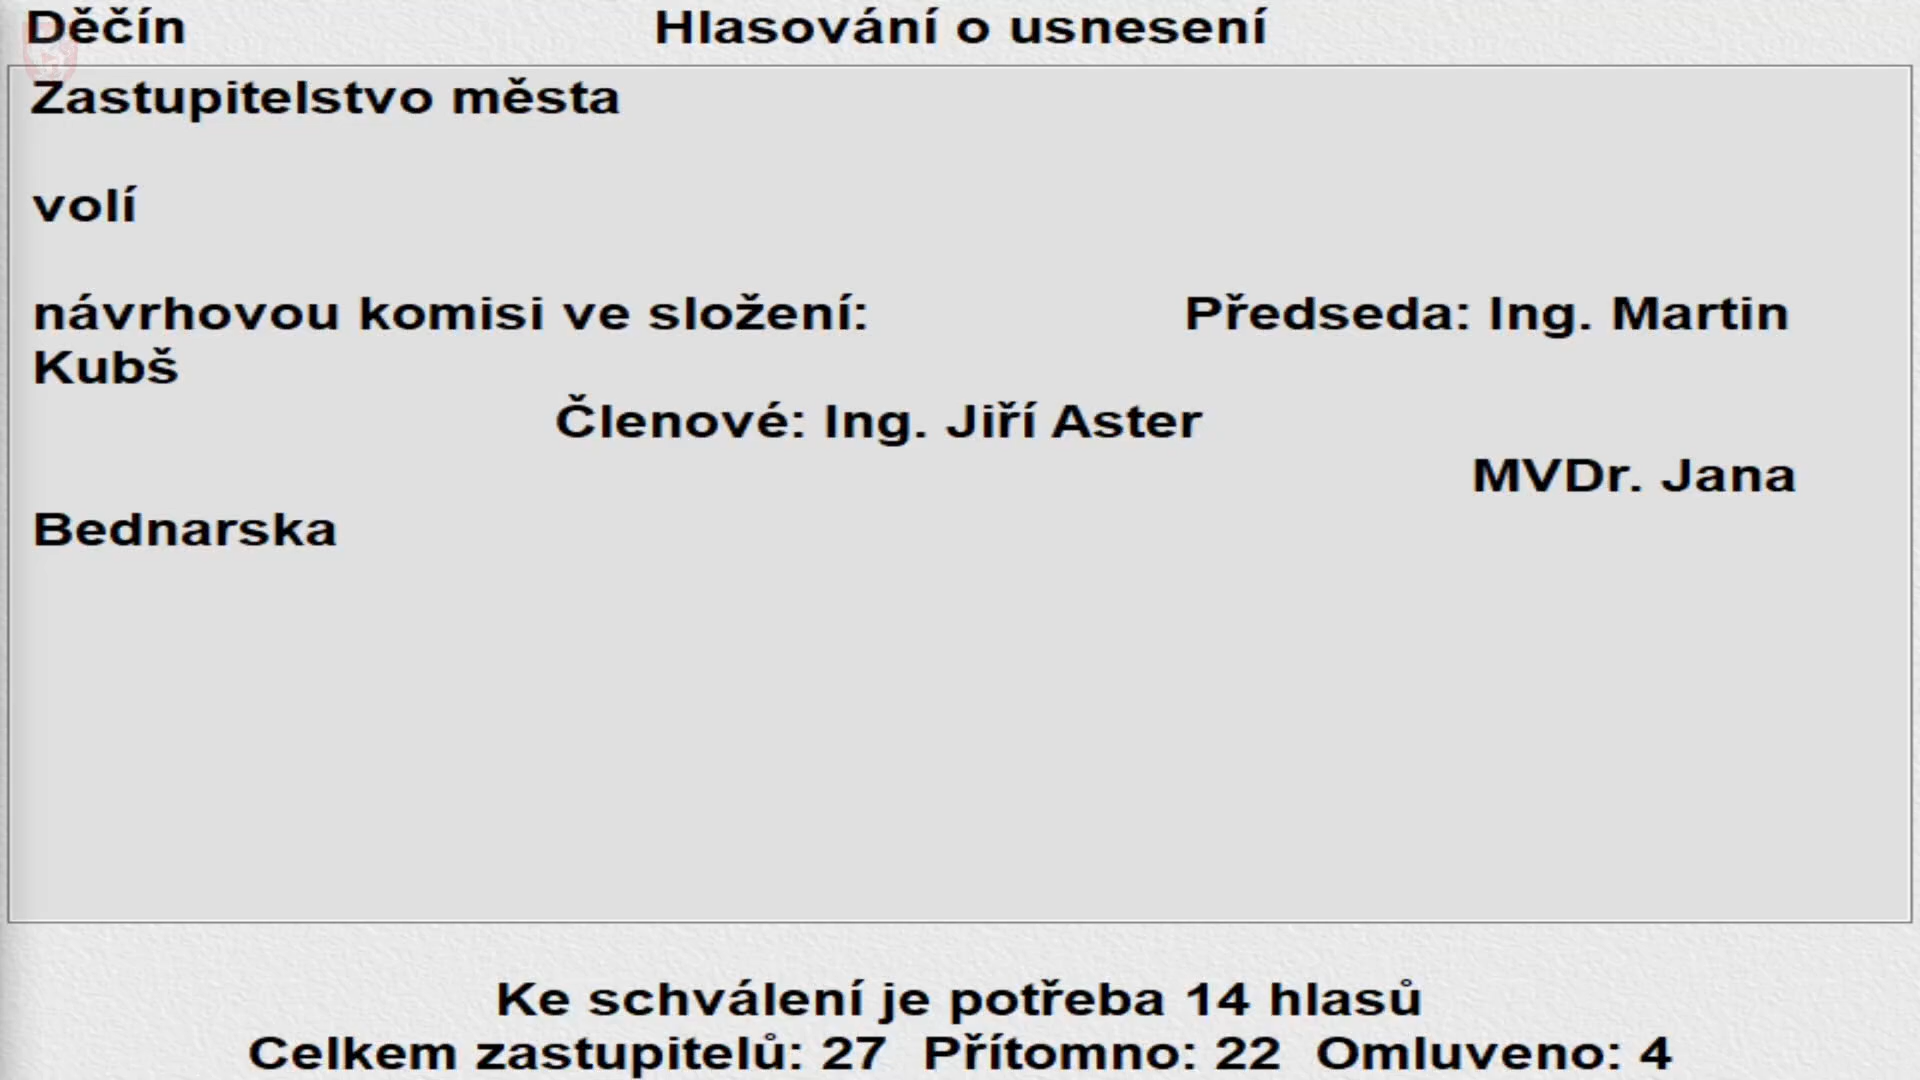 Děčín Hlasování o usnesení
Zastupitelstvo města
volí
návrhovou komisi ve složení: Předseda: Ing. Martin
Kubš
Členové: Ing. Jiří Aster
MVDr. Jana
Bednarska
Ke schválení je potřeba 14 hlasů
Celkem zastupitelů: 27 Přítomno: 22 Omluveno: 4